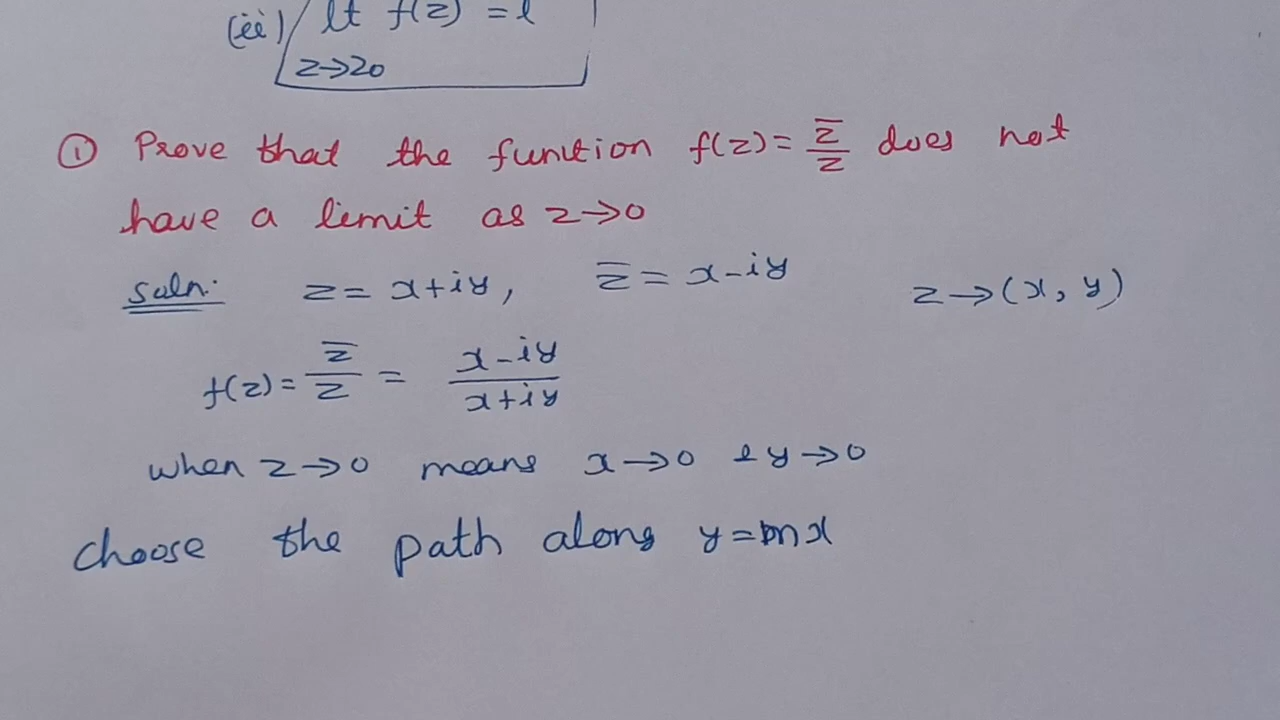 (ii) lt f(z) = l
z→z0
① Prove that the function f(z) = z̅/z does not
have a limit as z→0
Soln: z = x+iy, z̅ = x-iy z→(x, y)
f(z) = z̅/z = x-iy/x+iy
when z→0 means x→0 & y→0
choose the path along y=mx